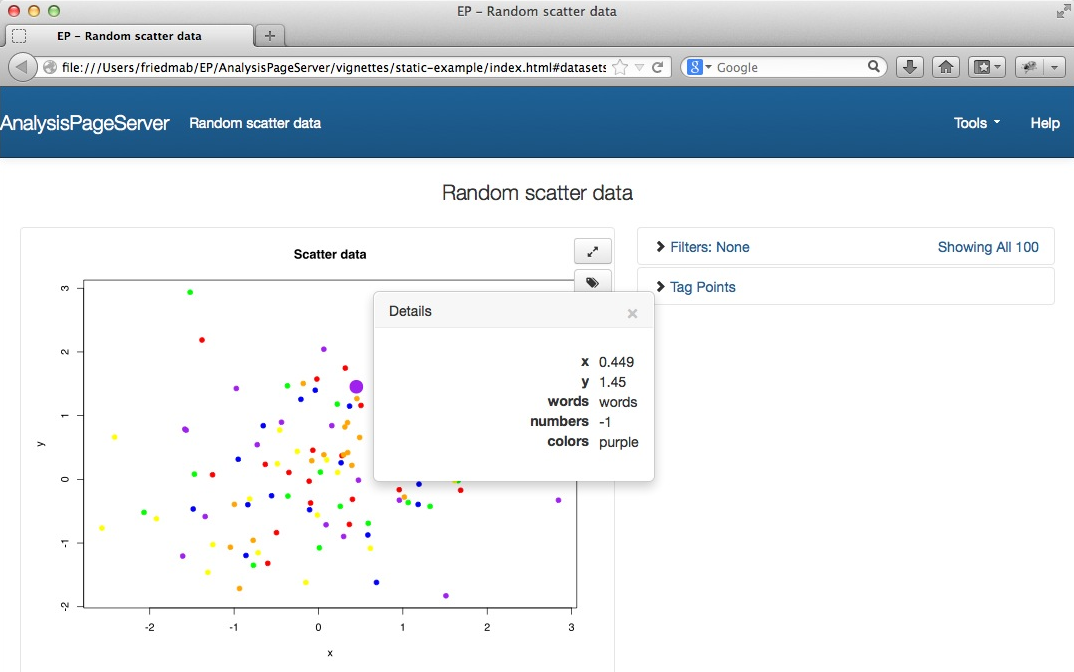 EP - Random scatter data
EP - Random scatter data
file:///Users/friedmab/EP/AnalysisPageServer/vignettes/static-example/index.html#datasets
8 Google
AnalysisPageServer Random scatter data Tools Help
Random scatter data
Filters: None Showing All 100
Tag Points
Scatter data
3
2
1
0
-1
-2
y
-2 -1 0 1 2 3
x
Details ×
x 0.449
y 1.45
words words
numbers -1
colors purple